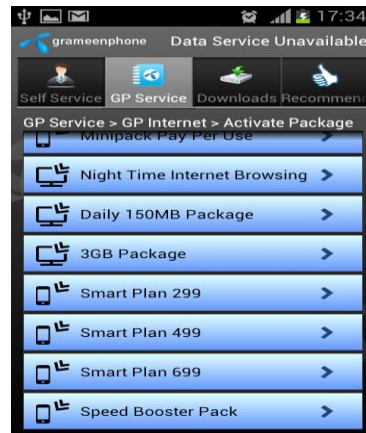 17:34
grameenphone Data Service Unavailable
Self Service GP Service Downloads Recommen
GP Service > GP Internet > Activate Package
Minipack Pay Per Use
Night Time Internet Browsing
Daily 150MB Package
3GB Package
Smart Plan 299
Smart Plan 499
Smart Plan 699
Speed Booster Pack